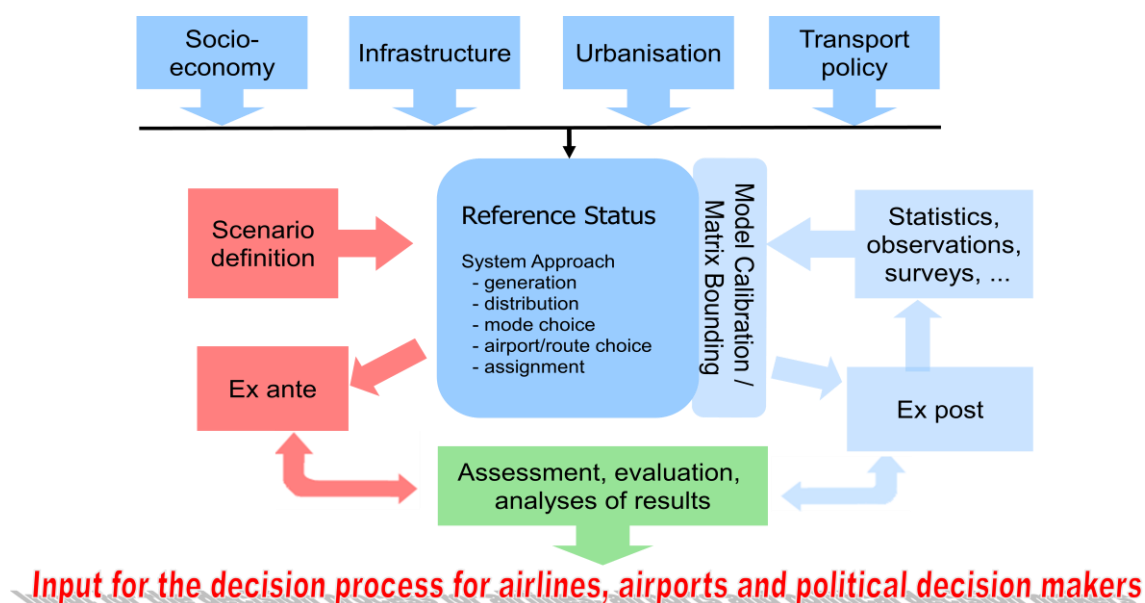 Socio-
economy
Infrastructure
Urbanisation
Transport
policy
Scenario
definition
Reference Status
System Approach
- generation
- distribution
- mode choice
- airport/route choice
- assignment
Model Calibration /
Matrix Bounding
Statistics,
observations,
surveys, ...
Ex ante
Ex post
Assessment, evaluation,
analyses of results
Input for the decision process for airlines, airports and political decision makers